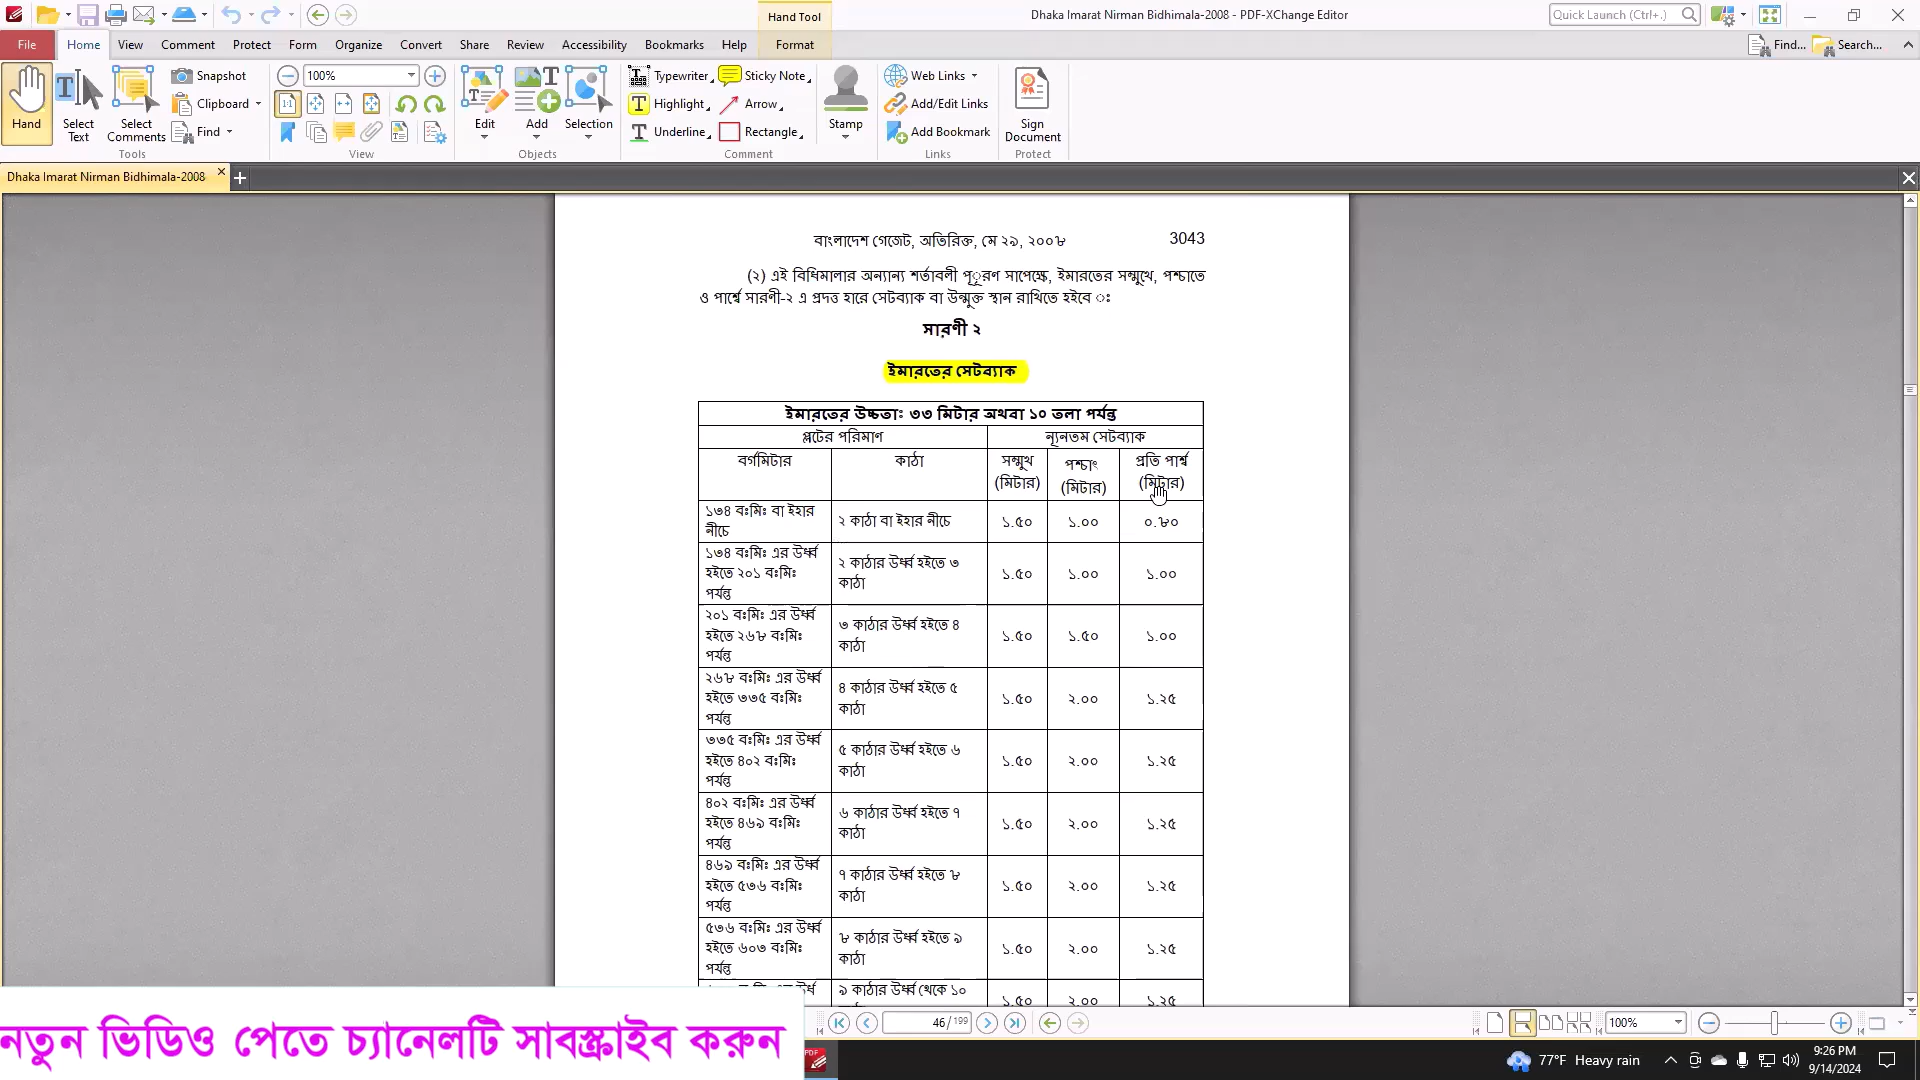 Hand Tool
Dhaka Imarat Nirman Bidhimala-2008 - PDF-XChange Editor
Quick Launch (Ctrl+.)
File Home View Comment Protect Form Organize Convert Share Review Accessibility Bookmarks Help Format
Find... Search...
Hand
Select Text
Select Comments
Snapshot
Clipboard
Find
Tools
100%
View
Edit
Add
Selection
Objects
Typewriter
Highlight
Underline
Sticky Note
Arrow
Rectangle
Stamp
Comment
Web Links
Add/Edit Links
Add Bookmark
Links
Sign Document
Protect
Dhaka Imarat Nirman Bidhimala-2008
বাংলাদেশ গেজেট, অতিরিক্ত, মে ২৯, ২০০৮ 3043
(২) এই বিধিমালার অন্যান্য শর্তাবলী পূরণ সাপেক্ষে, ইমারতের সম্মুখে, পশ্চাতে
ও পার্শ্বে সারণী-২ এ প্রদত্ত হারে সেটব্যাক বা উন্মুক্ত স্থান রাখিতে হইবে ঃ
সারণী ২
ইমারতের সেটব্যাক
ইমারতের উচ্চতাঃ ৩৩ মিটার অথবা ১০ তলা পর্যন্ত
প্লটের পরিমাণ ন্যূনতম সেটব্যাক
বর্গমিটার কাঠা সম্মুখ (মিটার) পশ্চাৎ (মিটার) প্রতি পার্শ্ব (মিটার)
১৩৪ বঃমিঃ বা ইহার নীচে ২ কাঠা বা ইহার নীচে ১.৫০ ১.০০ ০.৮০
১৩৪ বঃমিঃ এর উর্ধ্ব হইতে ২০১ বঃমিঃ পর্যন্ত ২ কাঠার উর্ধ্ব হইতে ৩ কাঠা ১.৫০ ১.০০ ১.০০
২০১ বঃমিঃ এর উর্ধ্ব হইতে ২৬৮ বঃমিঃ পর্যন্ত ৩ কাঠার উর্ধ্ব হইতে ৪ কাঠা ১.৫০ ১.৫০ ১.০০
২৬৮ বঃমিঃ এর উর্ধ্ব হইতে ৩৩৫ বঃমিঃ পর্যন্ত ৪ কাঠার উর্ধ্ব হইতে ৫ কাঠা ১.৫০ ২.০০ ১.২৫
৩৩৫ বঃমিঃ এর উর্ধ্ব হইতে ৪০২ বঃমিঃ পর্যন্ত ৫ কাঠার উর্ধ্ব হইতে ৬ কাঠা ১.৫০ ২.০০ ১.২৫
৪০২ বঃমিঃ এর উর্ধ্ব হইতে ৪৬৯ বঃমিঃ পর্যন্ত ৬ কাঠার উর্ধ্ব হইতে ৭ কাঠা ১.৫০ ২.০০ ১.২৫
৪৬৯ বঃমিঃ এর উর্ধ্ব হইতে ৫৩৬ বঃমিঃ পর্যন্ত ৭ কাঠার উর্ধ্ব হইতে ৮ কাঠা ১.৫০ ২.০০ ১.২৫
৫৩৬ বঃমিঃ এর উর্ধ্ব হইতে ৬০৩ বঃমিঃ পর্যন্ত ৮ কাঠার উর্ধ্ব হইতে ৯ কাঠা ১.৫০ ২.০০ ১.২৫
৯ কাঠার উর্ধ্ব থেকে ১০ ১.৫০ ২.০০ ১.২৫
নতুন ভিডিও পেতে চ্যানেলটি সাবস্ক্রাইব করুন
46 / 199
100%
77°F Heavy rain
9:26 PM
9/14/2024